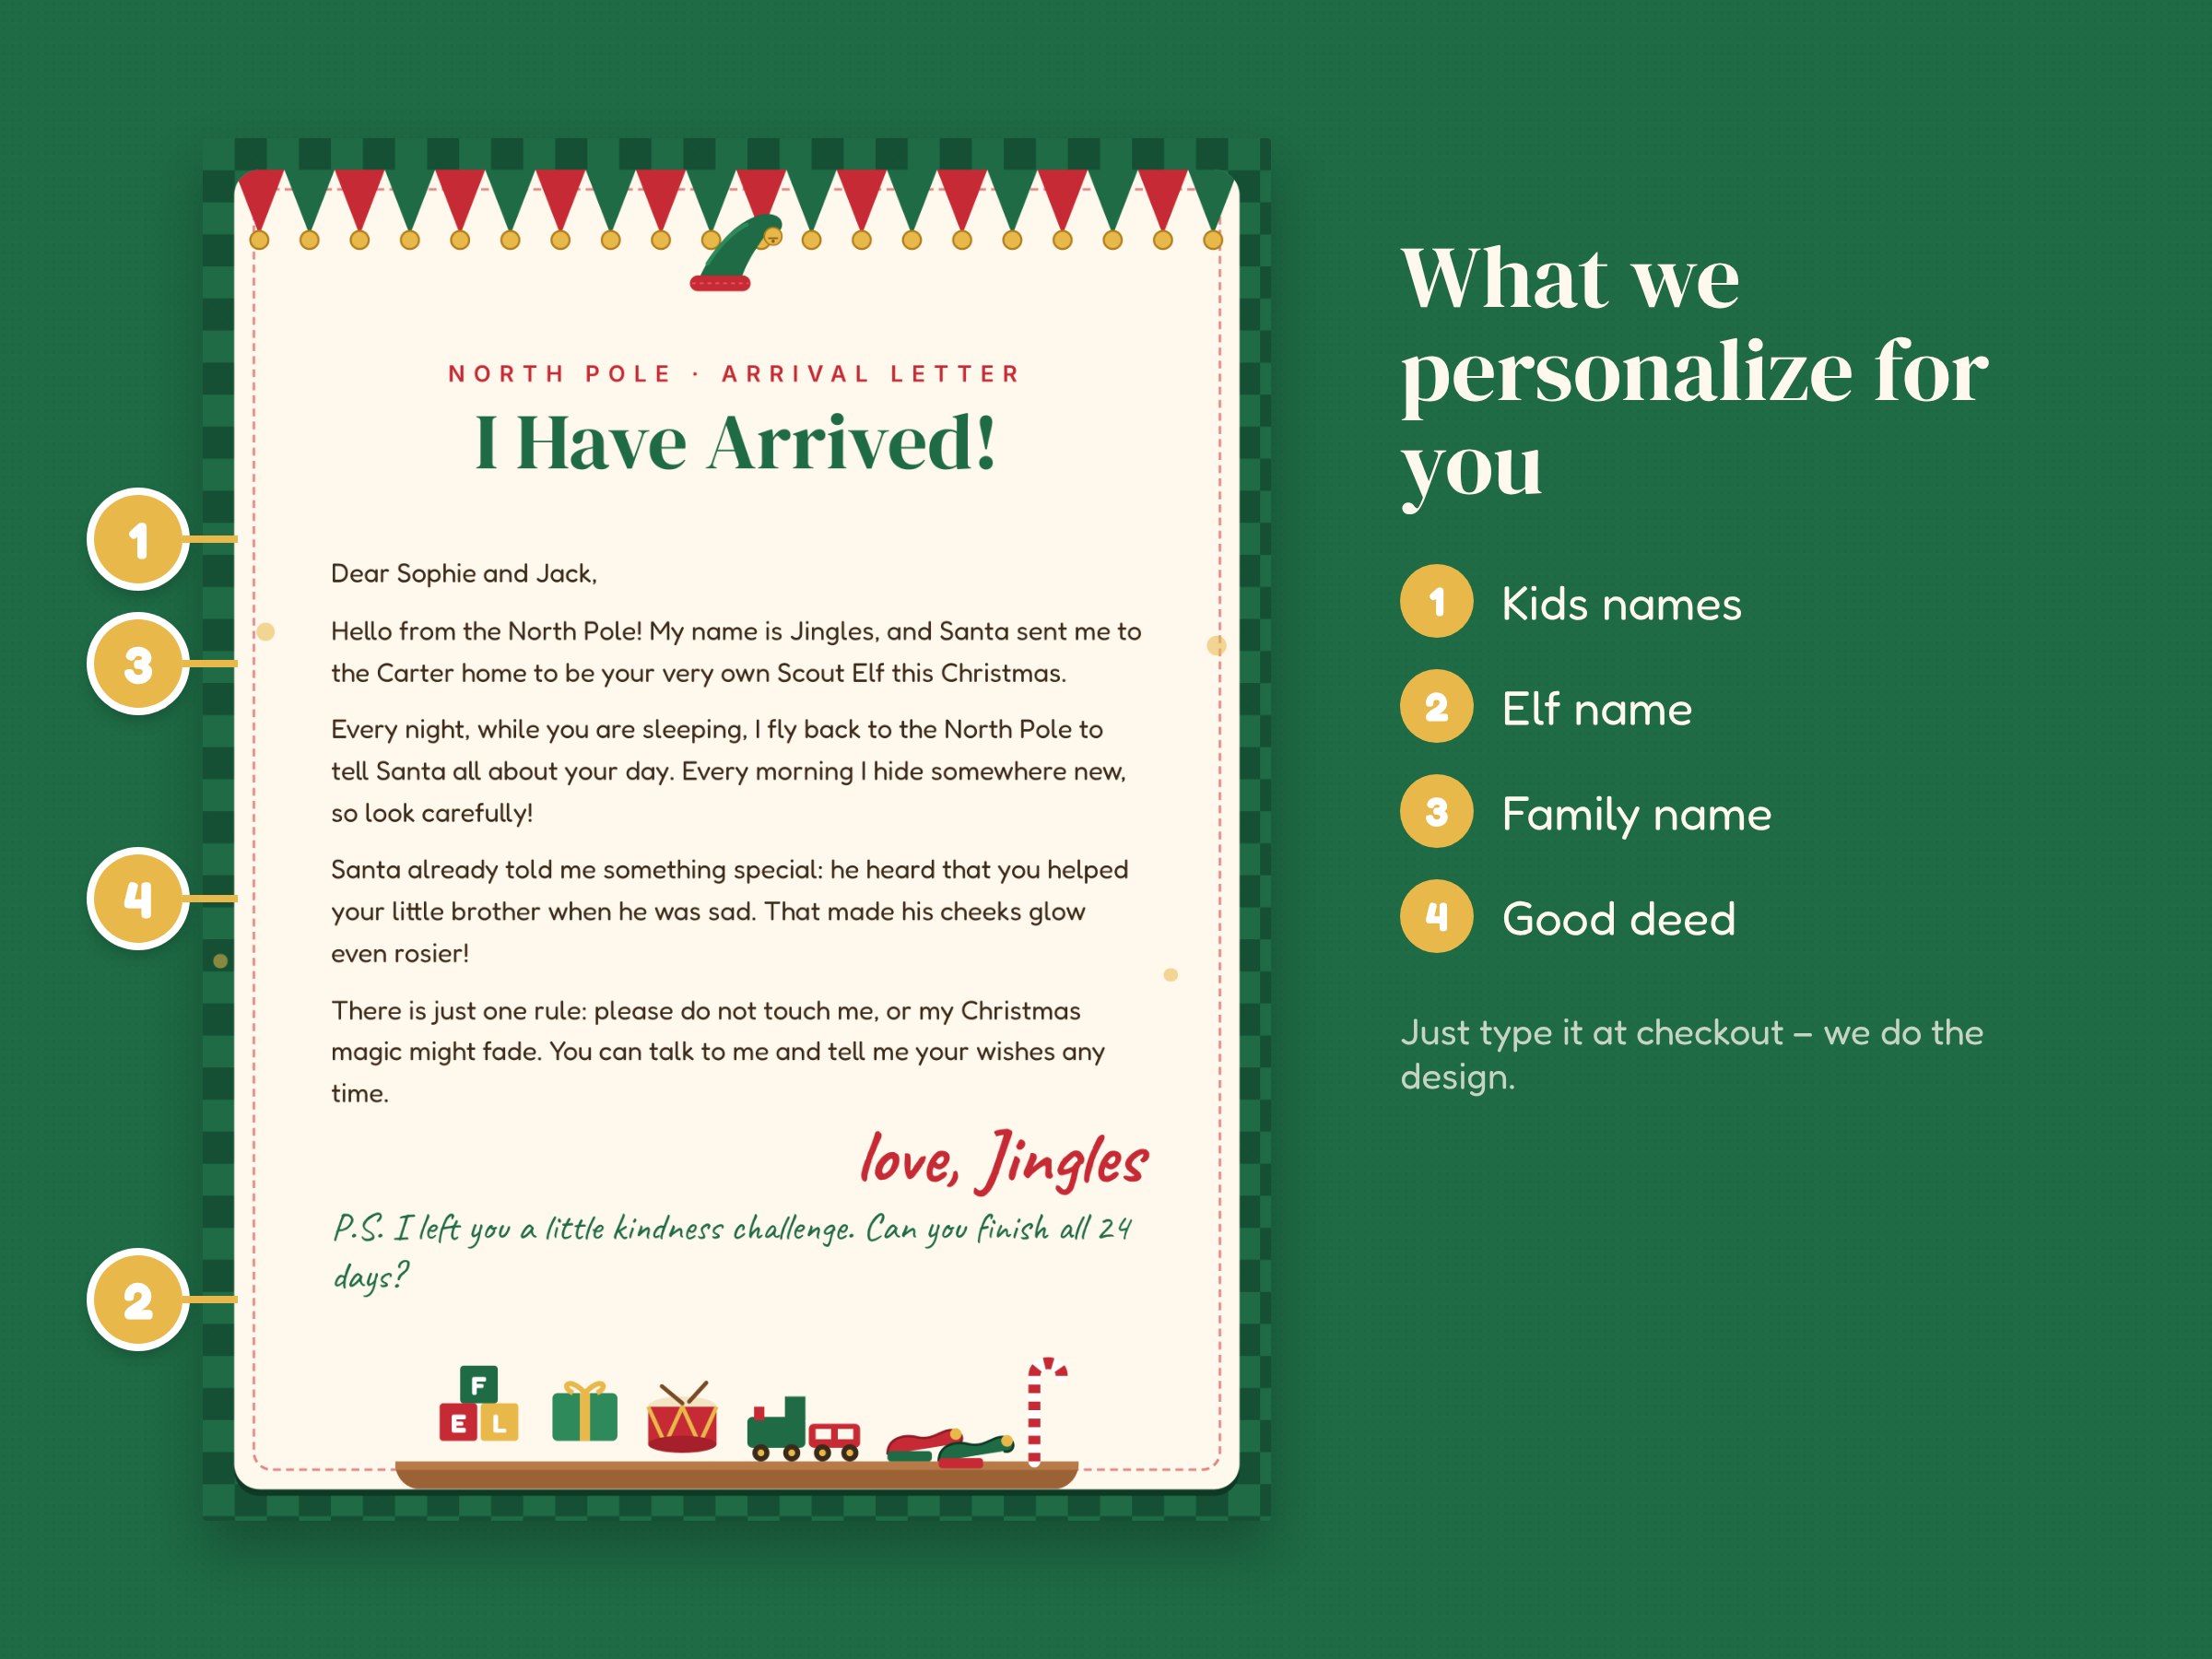 NORTH POLE · ARRIVAL LETTER
I Have Arrived!
1
Dear Sophie and Jack,
Hello from the North Pole! My name is Jingles, and Santa sent me to
3
the Carter home to be your very own Scout Elf this Christmas.
Every night, while you are sleeping, I fly back to the North Pole to
tell Santa all about your day. Every morning I hide somewhere new,
so look carefully!
Santa already told me something special: he heard that you helped
4
your little brother when he was sad. That made his cheeks glow
even rosier!
There is just one rule: please do not touch me, or my Christmas
magic might fade. You can talk to me and tell me your wishes any
time.
love, Jingles
P.S. I left you a little kindness challenge. Can you finish all 24
days?
2
F
E L
What we
personalize for
you
1 Kids names
2 Elf name
3 Family name
4 Good deed
Just type it at checkout – we do the
design.